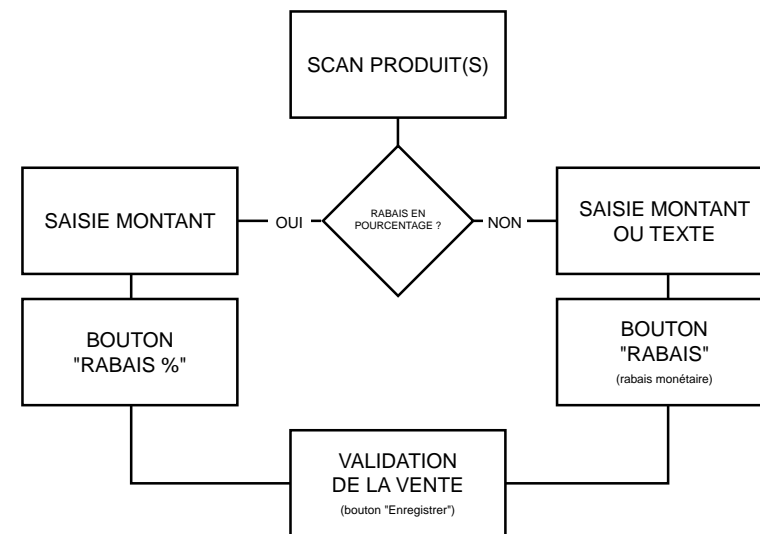 SCAN PRODUIT(S)
RABAIS EN
POURCENTAGE ?
OUI
NON
SAISIE MONTANT
SAISIE MONTANT
OU TEXTE
BOUTON
"RABAIS %"
BOUTON
"RABAIS"
(rabais monétaire)
VALIDATION
DE LA VENTE
(bouton "Enregistrer")